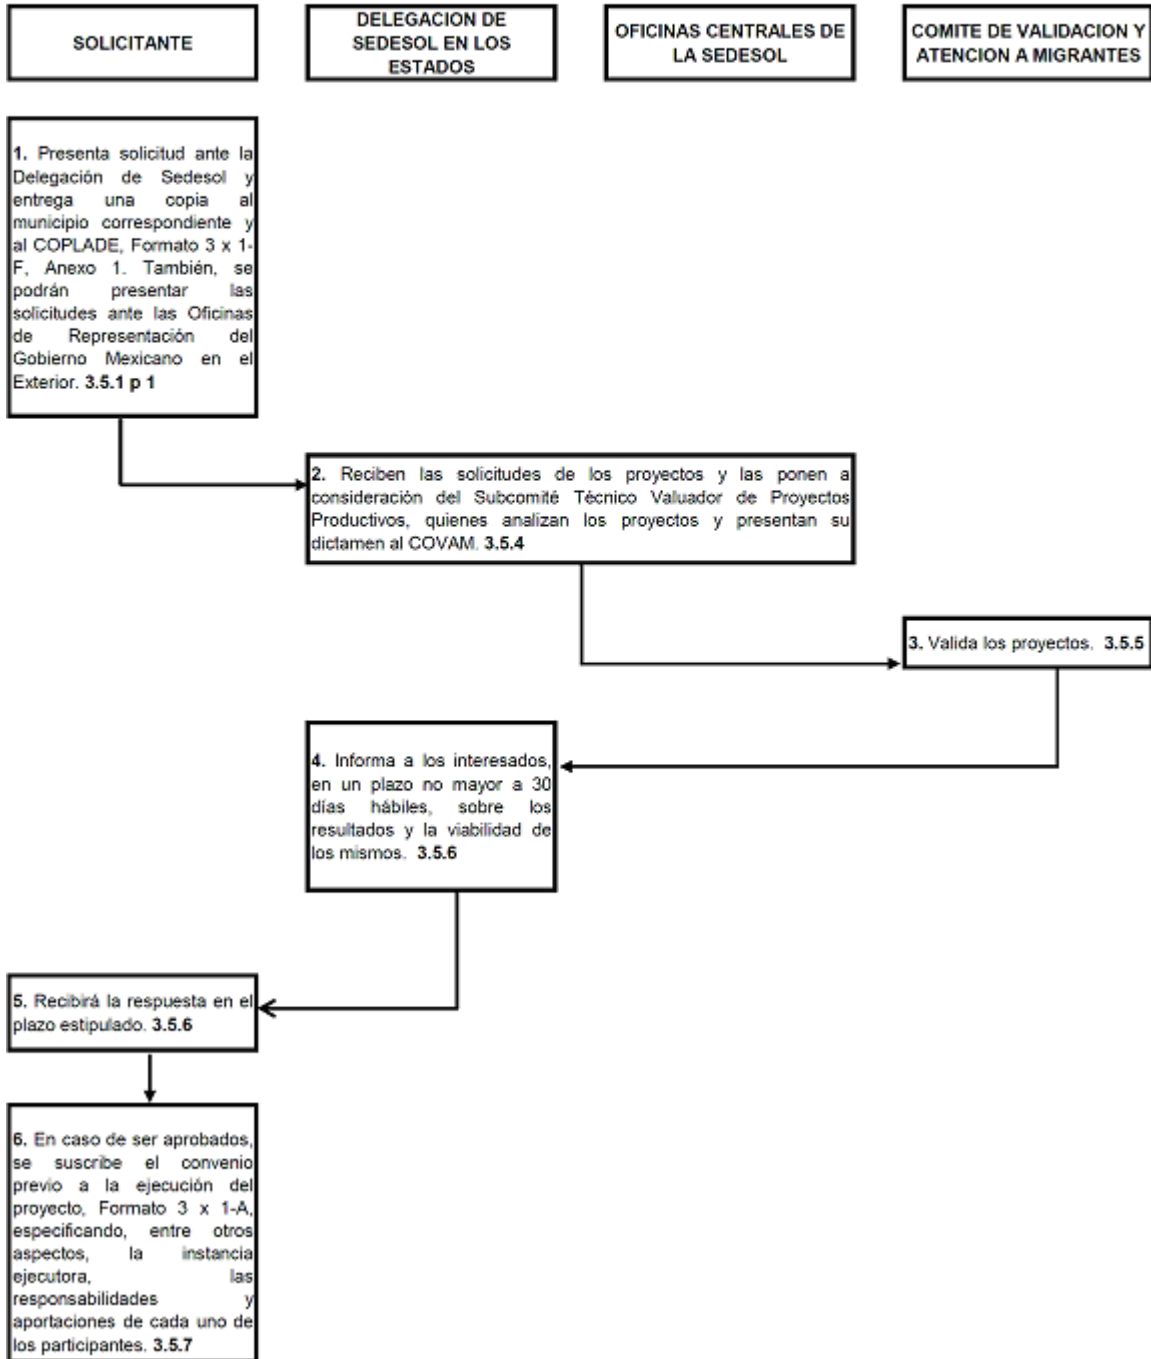 SOLICITANTE
DELEGACION DE
SEDESOL EN LOS
ESTADOS
OFICINAS CENTRALES DE
LA SEDESOL
COMITE DE VALIDACION Y
ATENCION A MIGRANTES
1. Presenta solicitud ante la
Delegación de Sedesol y
entrega una copia al
municipio correspondiente y
al COPLADE, Formato 3 x 1-
F, Anexo 1. También, se
podrán presentar las
solicitudes ante las Oficinas
de Representación del
Gobierno Mexicano en el
Exterior. 3.5.1 p 1
2. Reciben las solicitudes de los proyectos y las ponen a
consideración del Subcomité Técnico Valuador de Proyectos
Productivos, quienes analizan los proyectos y presentan su
dictamen al COVAM. 3.5.4
3. Valida los proyectos. 3.5.5
4. Informa a los interesados,
en un plazo no mayor a 30
días hábiles, sobre los
resultados y la viabilidad de
los mismos. 3.5.6
5. Recibirá la respuesta en el
plazo estipulado. 3.5.6
6. En caso de ser aprobados,
se suscribe el convenio
previo a la ejecución del
proyecto, Formato 3 x 1-A,
especificando, entre otros
aspectos, la instancia
ejecutora, las
responsabilidades y
aportaciones de cada uno de
los participantes. 3.5.7